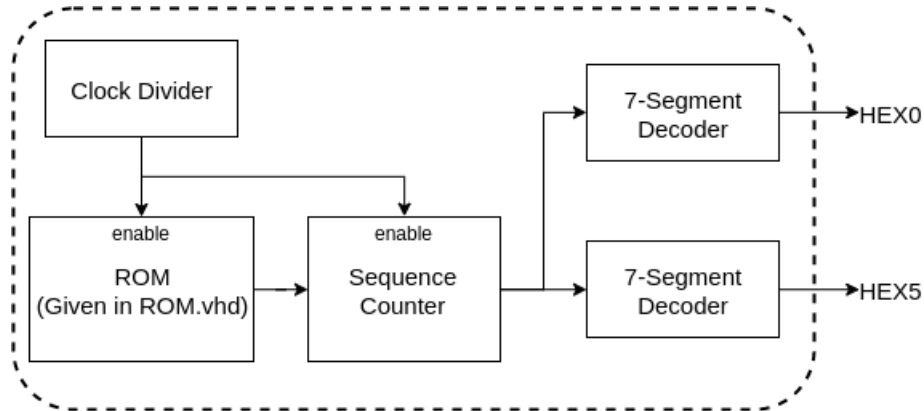 Clock Divider
7-Segment
Decoder
HEX0
enable
ROM
(Given in ROM.vhd)
enable
Sequence
Counter
7-Segment
Decoder
HEX5